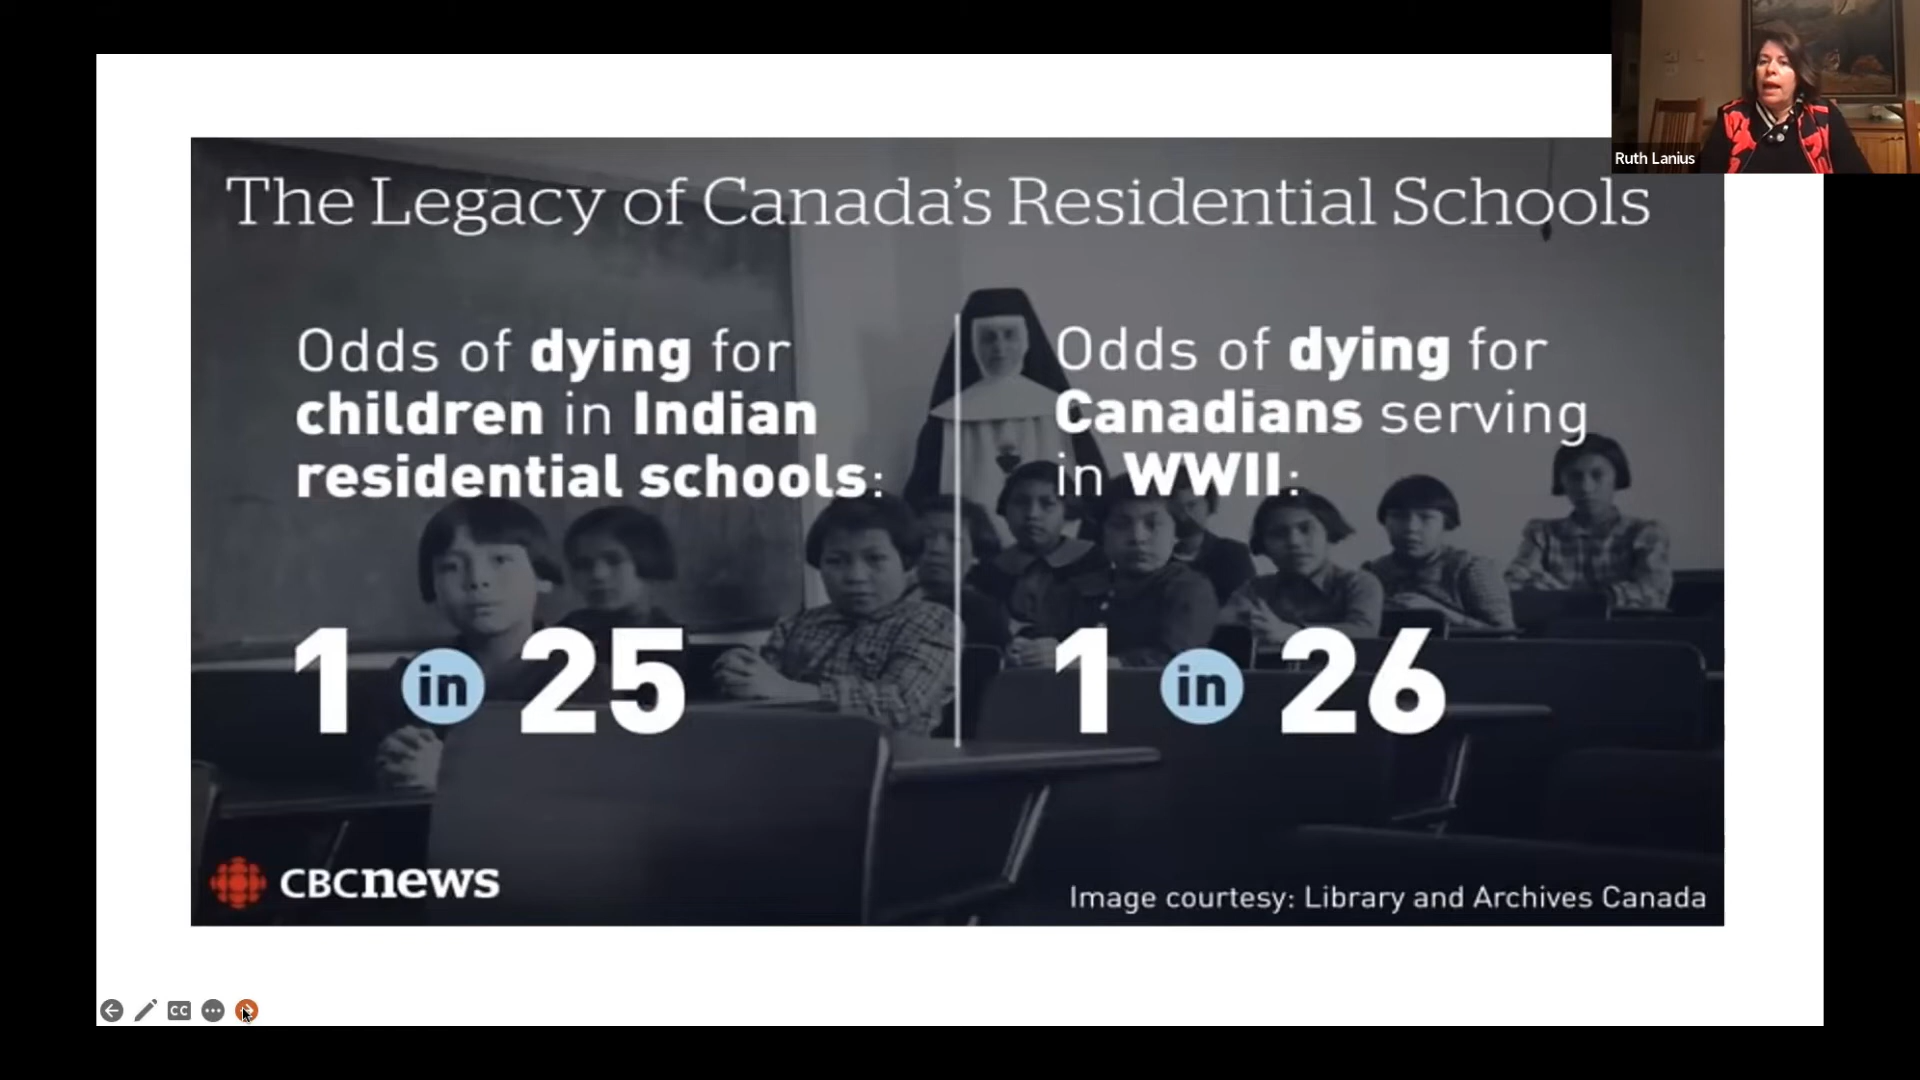 Ruth Lanius
The Legacy of Canada's Residential Schools
Odds of dying for
children in Indian
residential schools:
1 in 25
Odds of dying for
Canadians serving
in WWII:
1 in 26
CBCnews
Image courtesy: Library and Archives Canada
CC